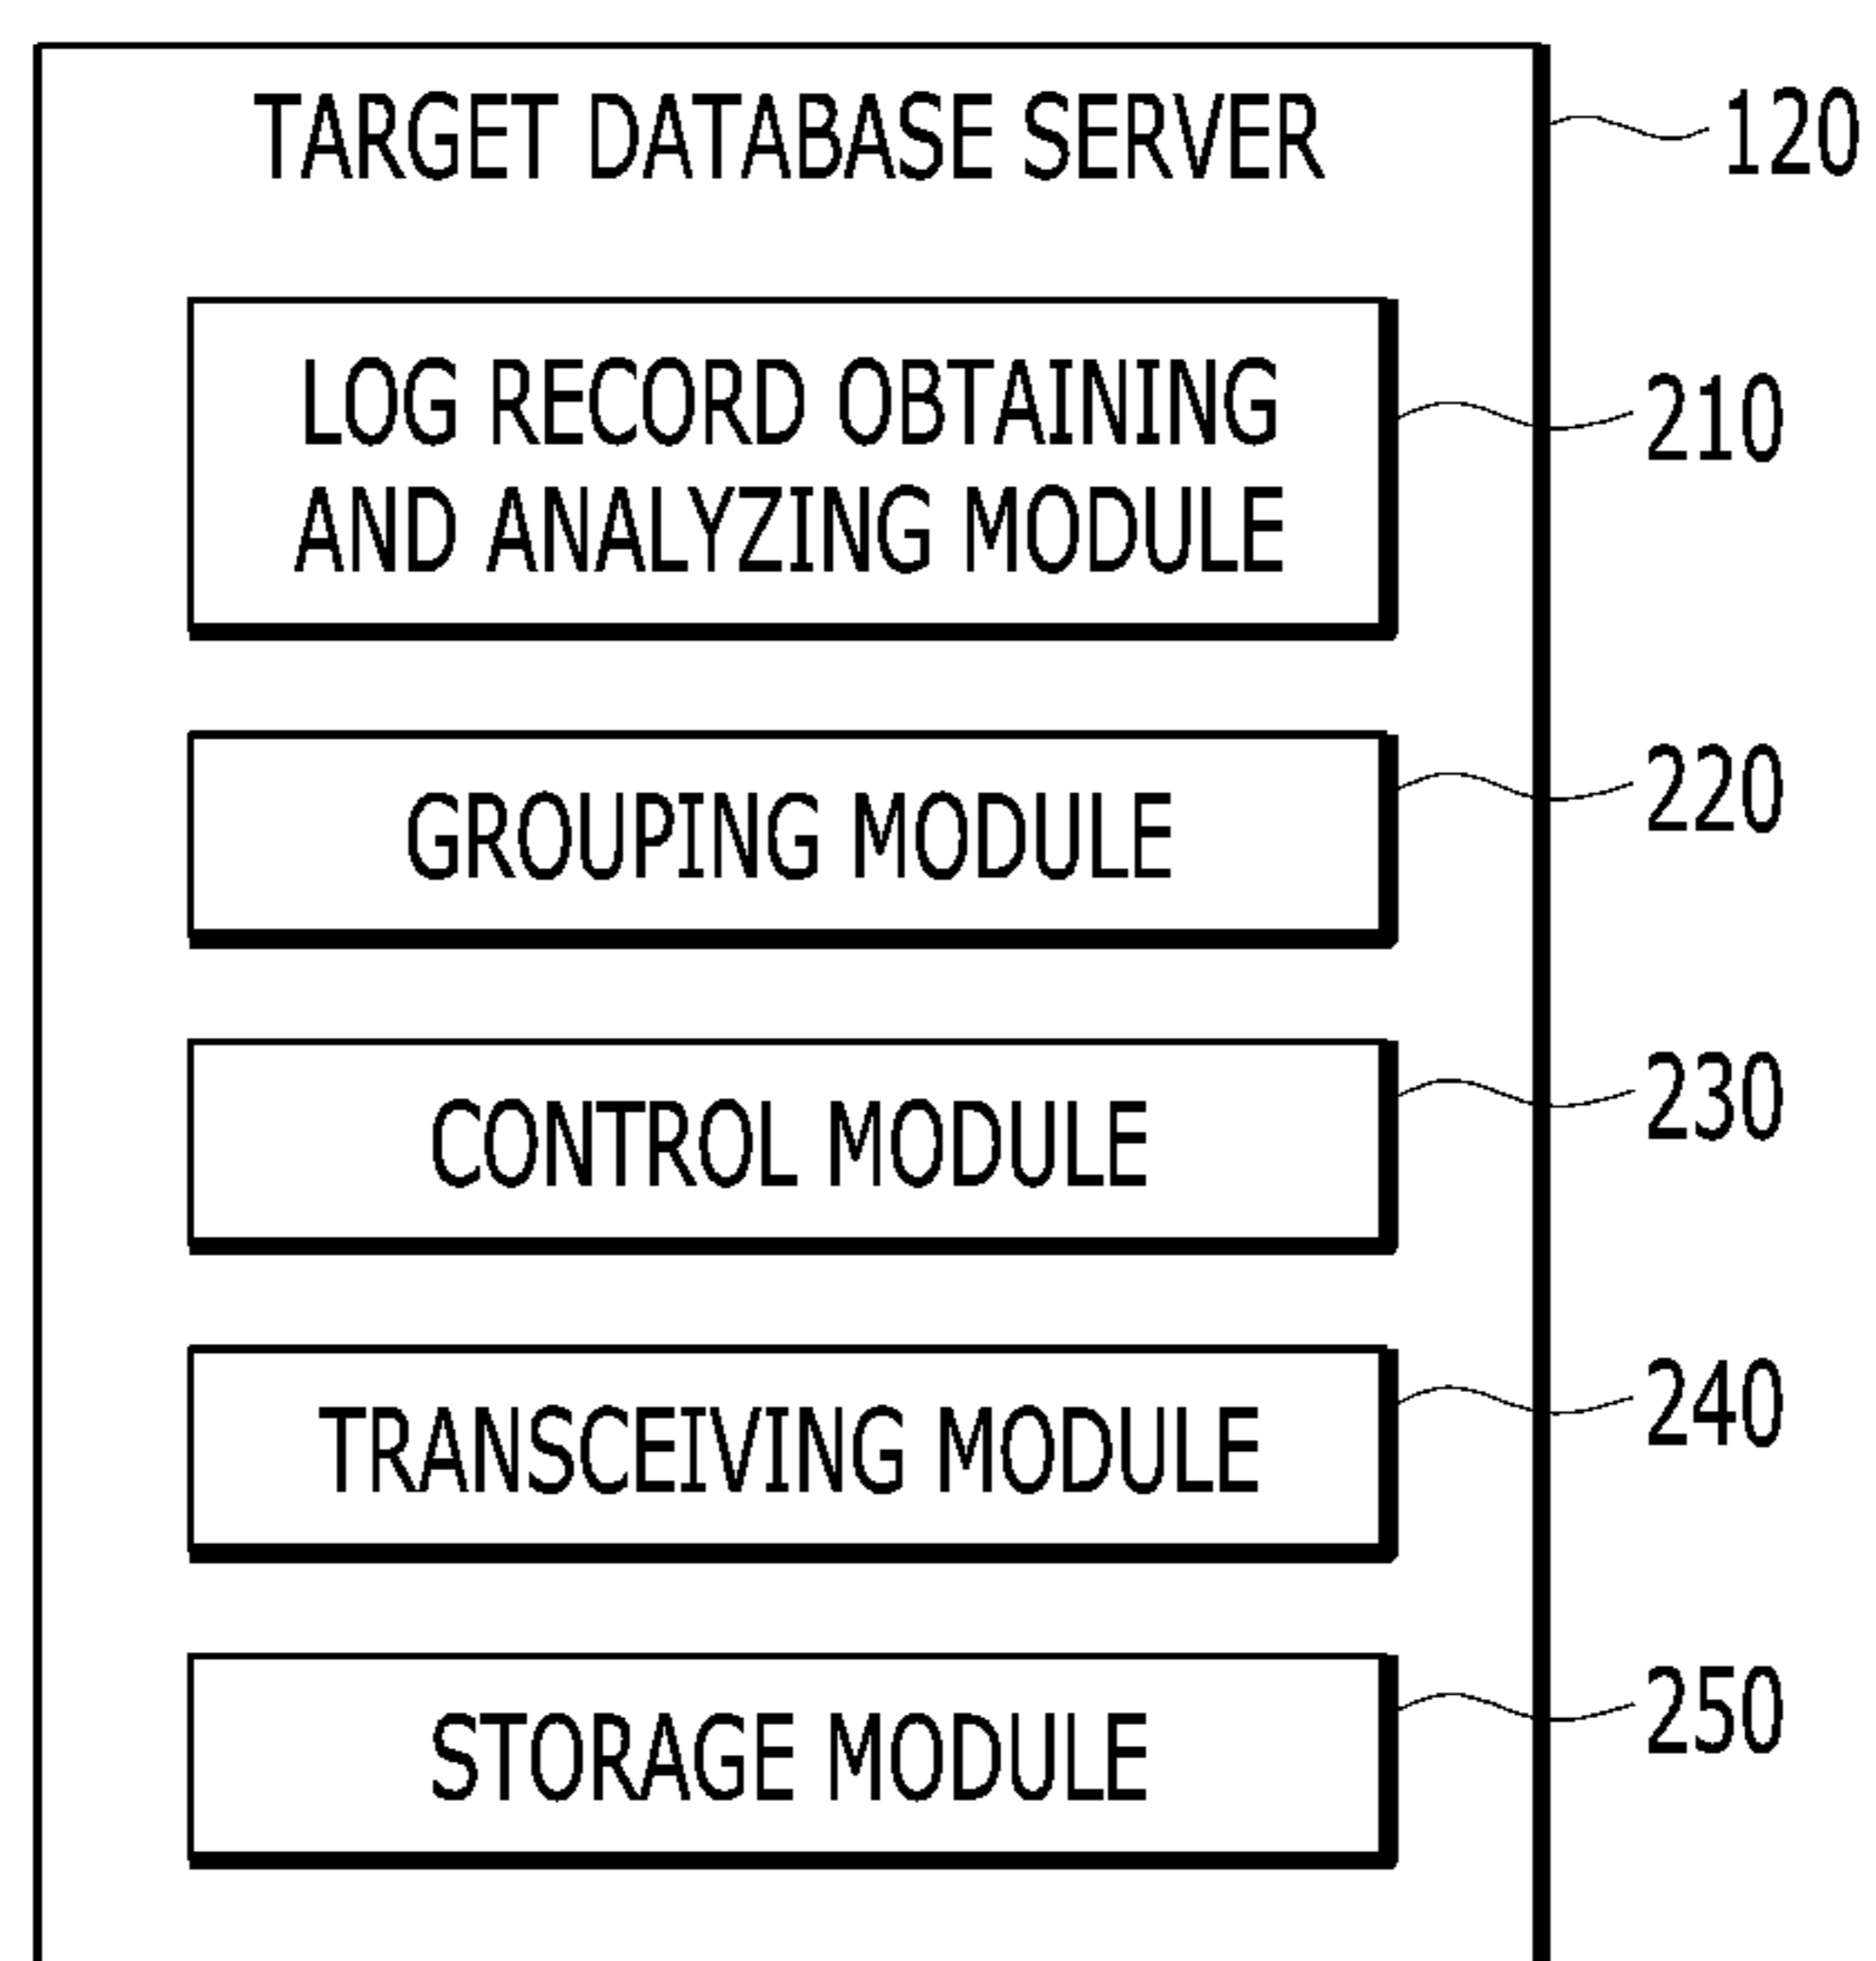 TARGET DATABASE SERVER 120
LOG RECORD OBTAINING
AND ANALYZING MODULE
210
GROUPING MODULE 220
CONTROL MODULE 230
TRANSCEIVING MODULE 240
STORAGE MODULE 250